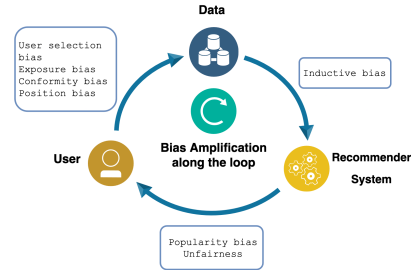 Data
User selection
bias
Exposure bias
Conformity bias
Position bias
Inductive bias
Bias Amplification
along the loop
User
Recommender
System
Popularity bias
Unfairness